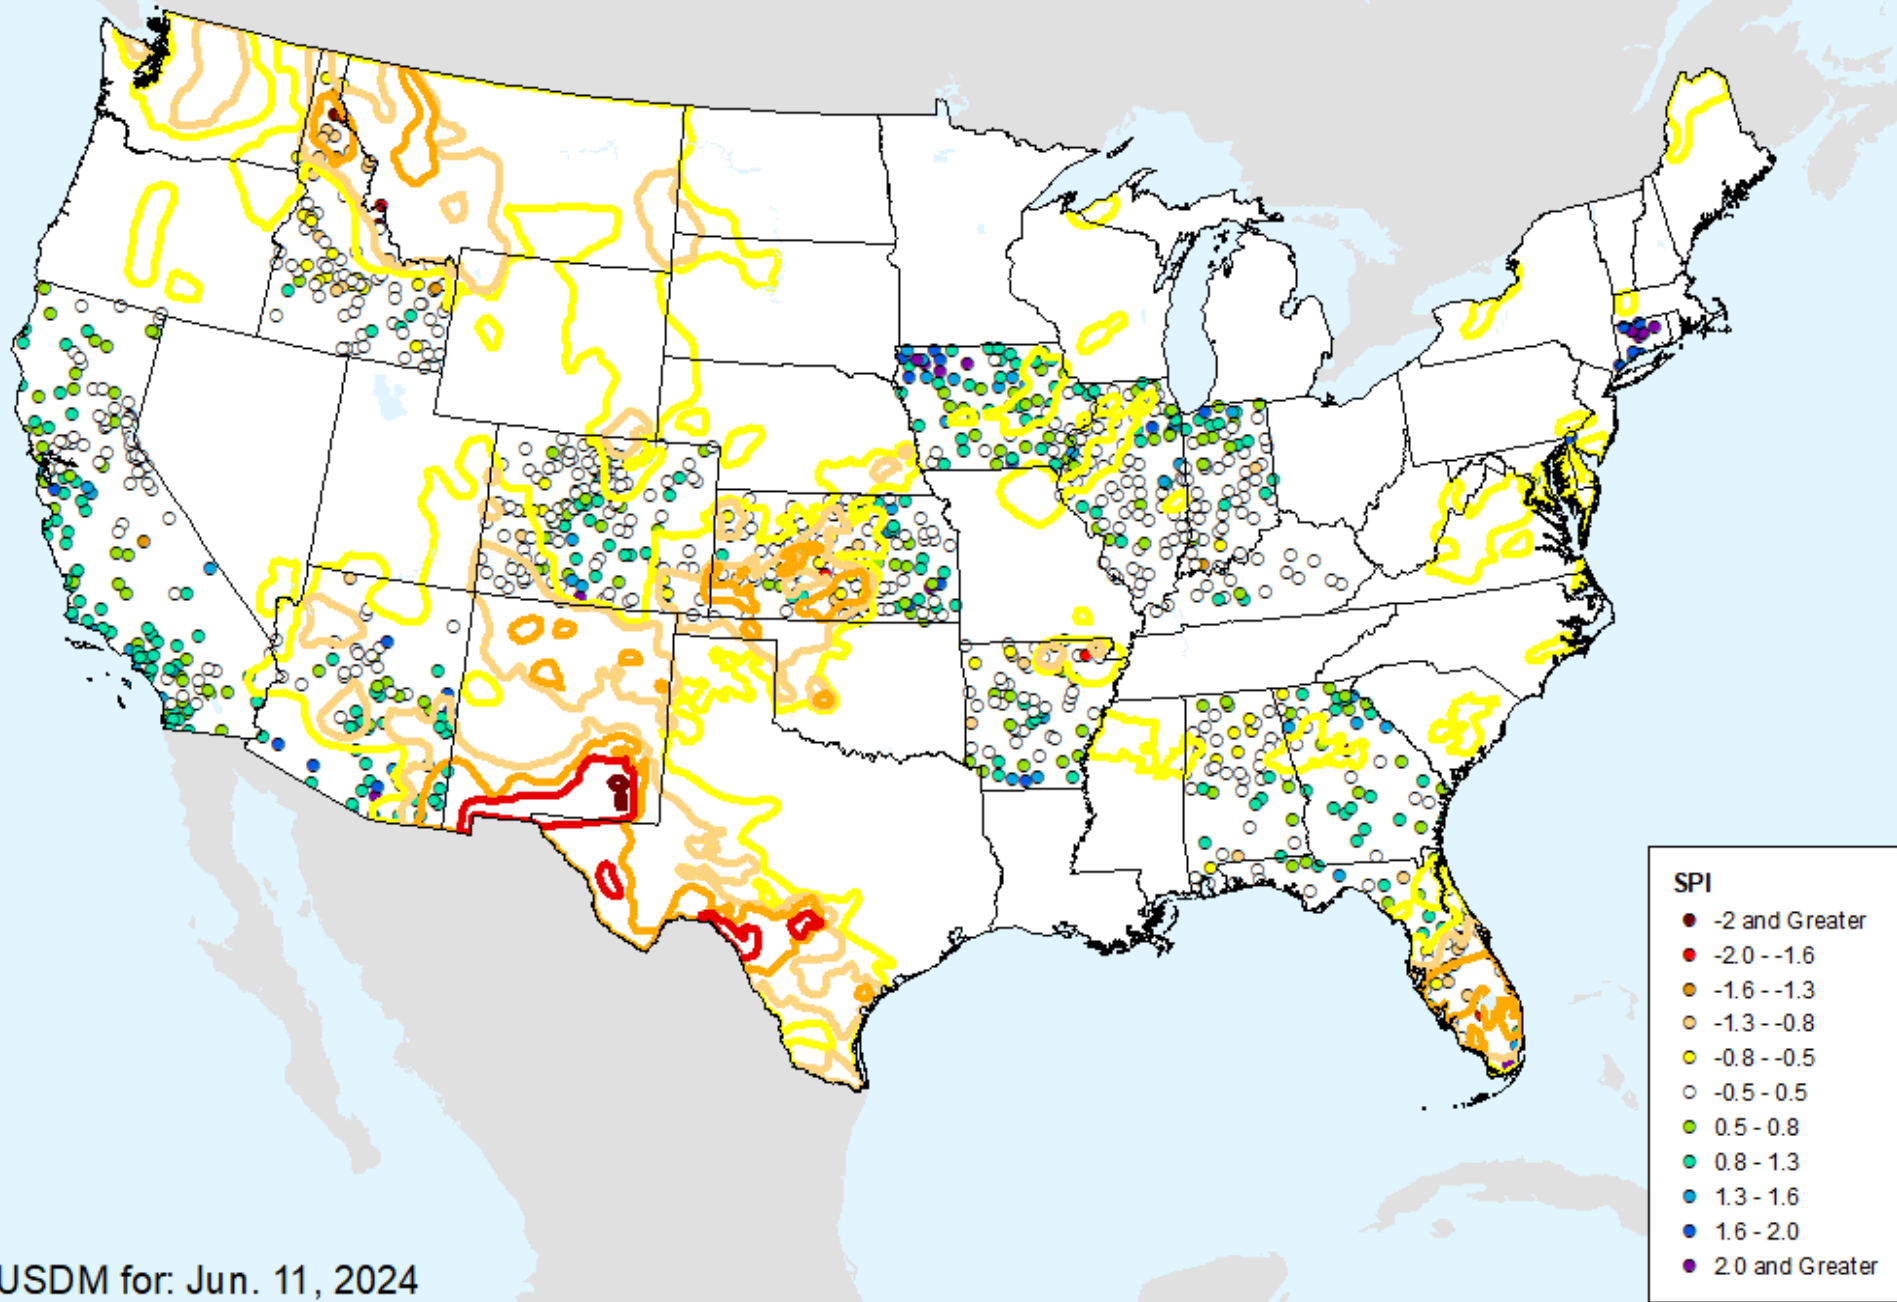 SPI
-2 and Greater
-2.0 - -1.6
-1.6 - -1.3
-1.3 - -0.8
-0.8 - -0.5
-0.5 - 0.5
0.5 - 0.8
0.8 - 1.3
1.3 - 1.6
1.6 - 2.0
2.0 and Greater
USDM for: Jun. 11, 2024